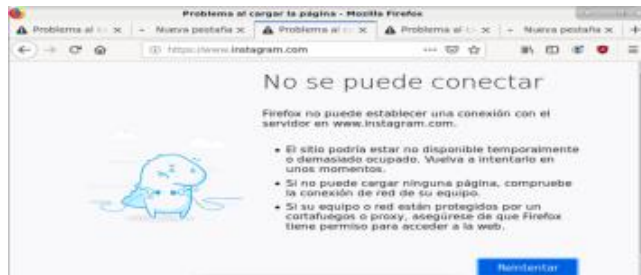 Problema al cargar la página - Mozilla Firefox
Problema al c × Nueva pestaña × Problema al c × Problema al c × Nueva pestaña × +
https://www.instagram.com
No se puede conectar
Firefox no puede establecer una conexión con el
servidor en www.instagram.com.
• El sitio podría estar no disponible temporalmente
o demasiado ocupado. Vuelva a intentarlo en
unos momentos.
• Si no puede cargar ninguna página, compruebe
la conexión de red de su equipo.
• Si su equipo o red están protegidos por un
cortafuegos o proxy, asegúrese de que Firefox
tiene permiso para acceder a la web.
Reintentar